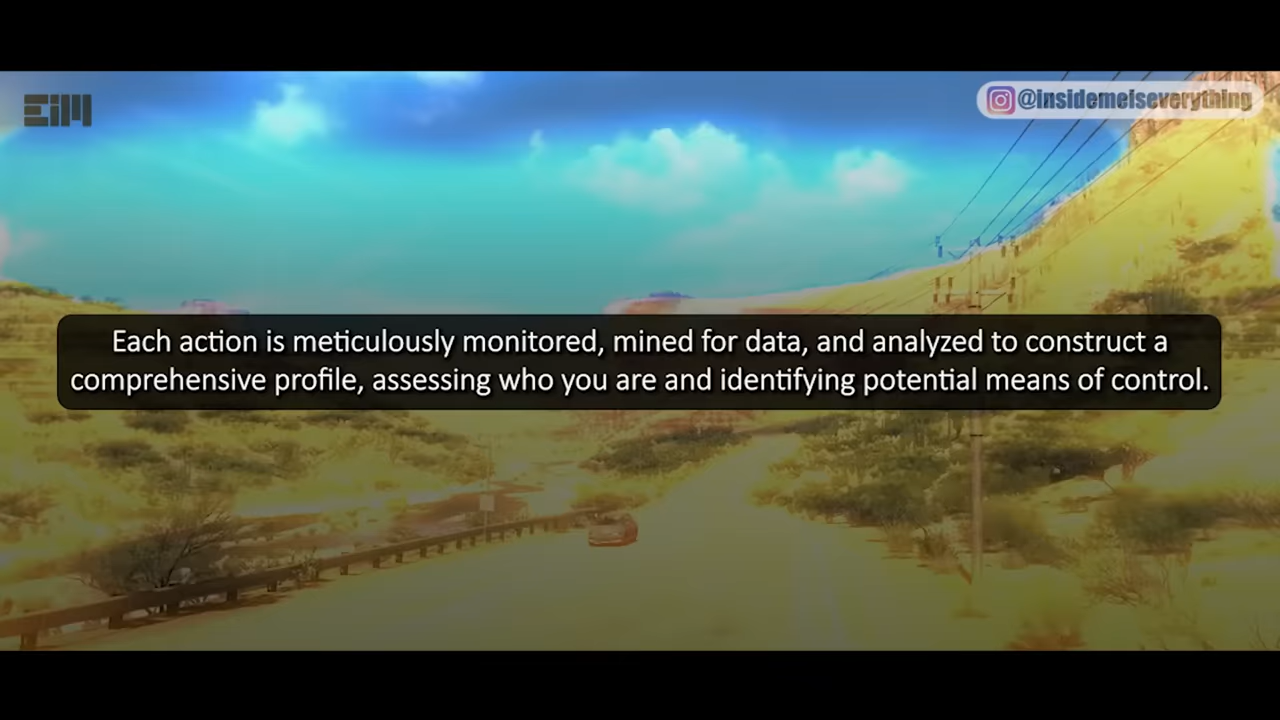 EiM
@insidemeiseverything
Each action is meticulously monitored, mined for data, and analyzed to construct a
comprehensive profile, assessing who you are and identifying potential means of control.